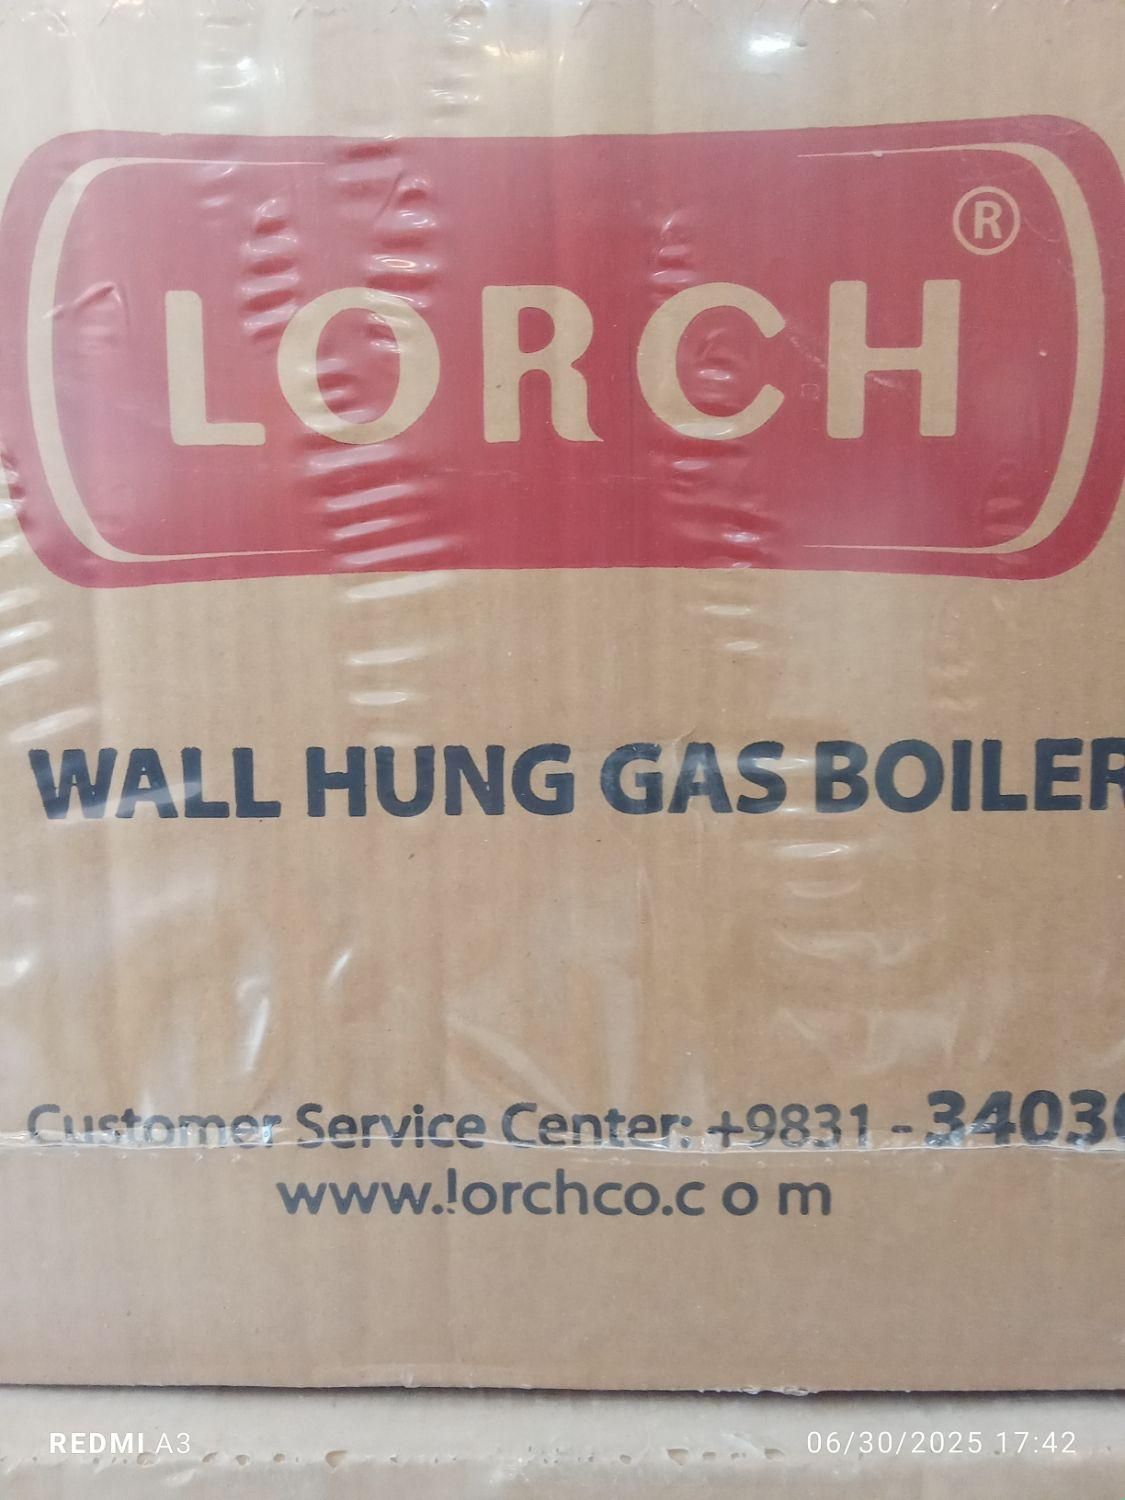 LORCH®
WALL HUNG GAS BOILER
Customer Service Center: +9831 - 3403
www.lorchco.c o m
REDMI A3
06/30/2025 17:42